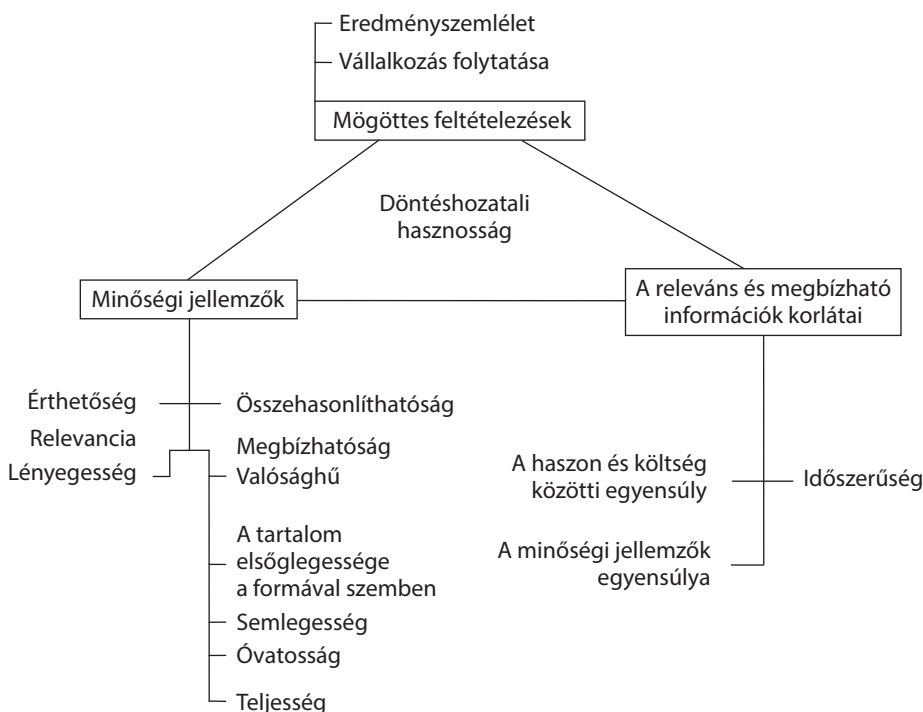 Eredményszemlélet
Vállalkozás folytatása
Mögöttes feltételezések
Döntéshozatali
hasznosság
Minőségi jellemzők
A releváns és megbízható
információk korlátai
Érthetőség
Összehasonlíthatóság
Relevancia
Megbízhatóság
Lényegesség
Valósághű
A tartalom
elsőglegessége
a formával szemben
Semlegesség
Óvatosság
Teljesség
A haszon és költség
közötti egyensúly
Időszerűség
A minőségi jellemzők
egyensúlya